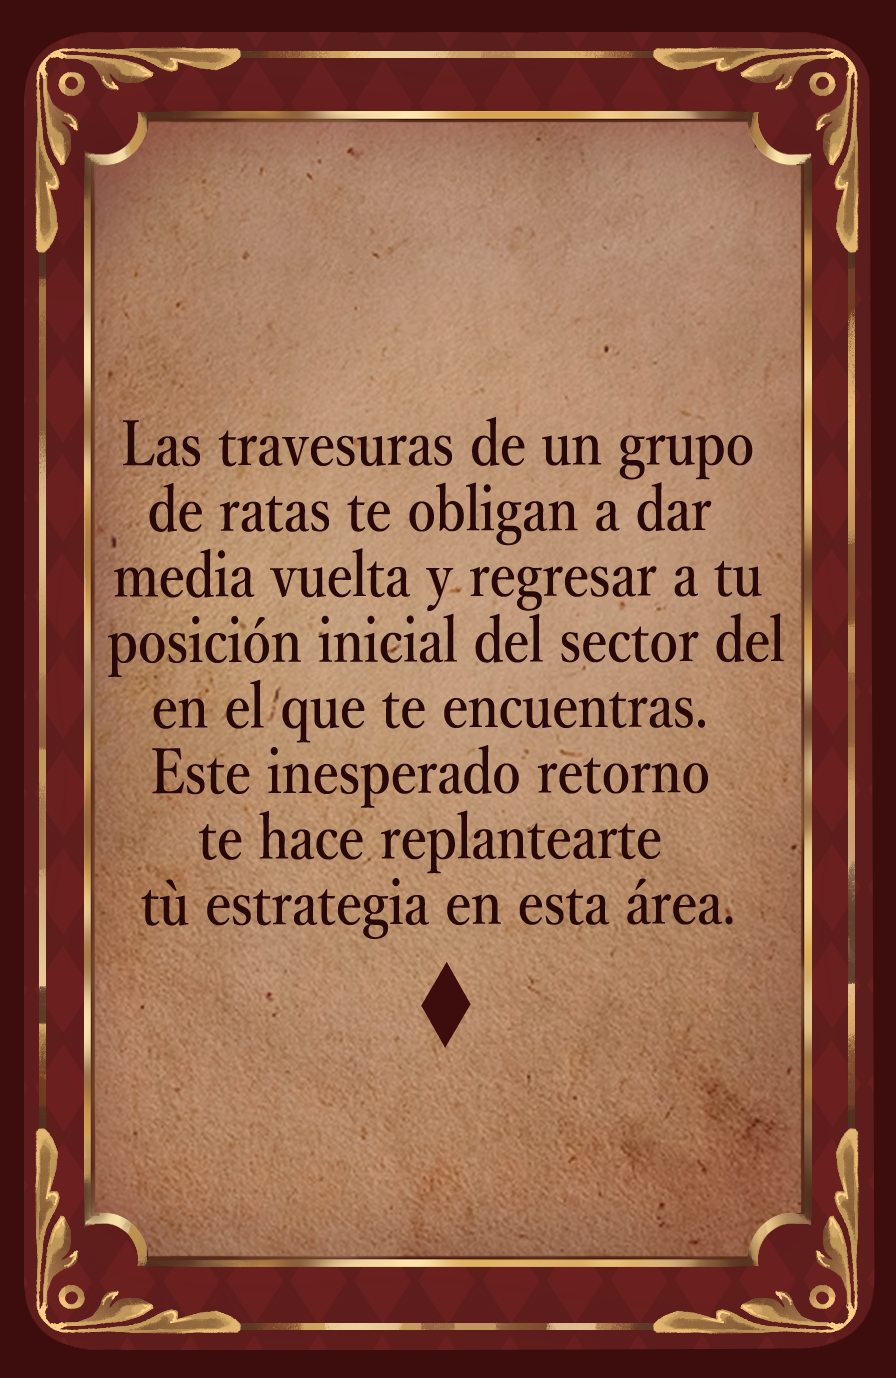 Las travesuras de un grupo
de ratas te obligan a dar
media vuelta y regresar a tu
posición inicial del sector del
en el que te encuentras.
Este inesperado retorno
te hace replantearte
tù estrategia en esta área.